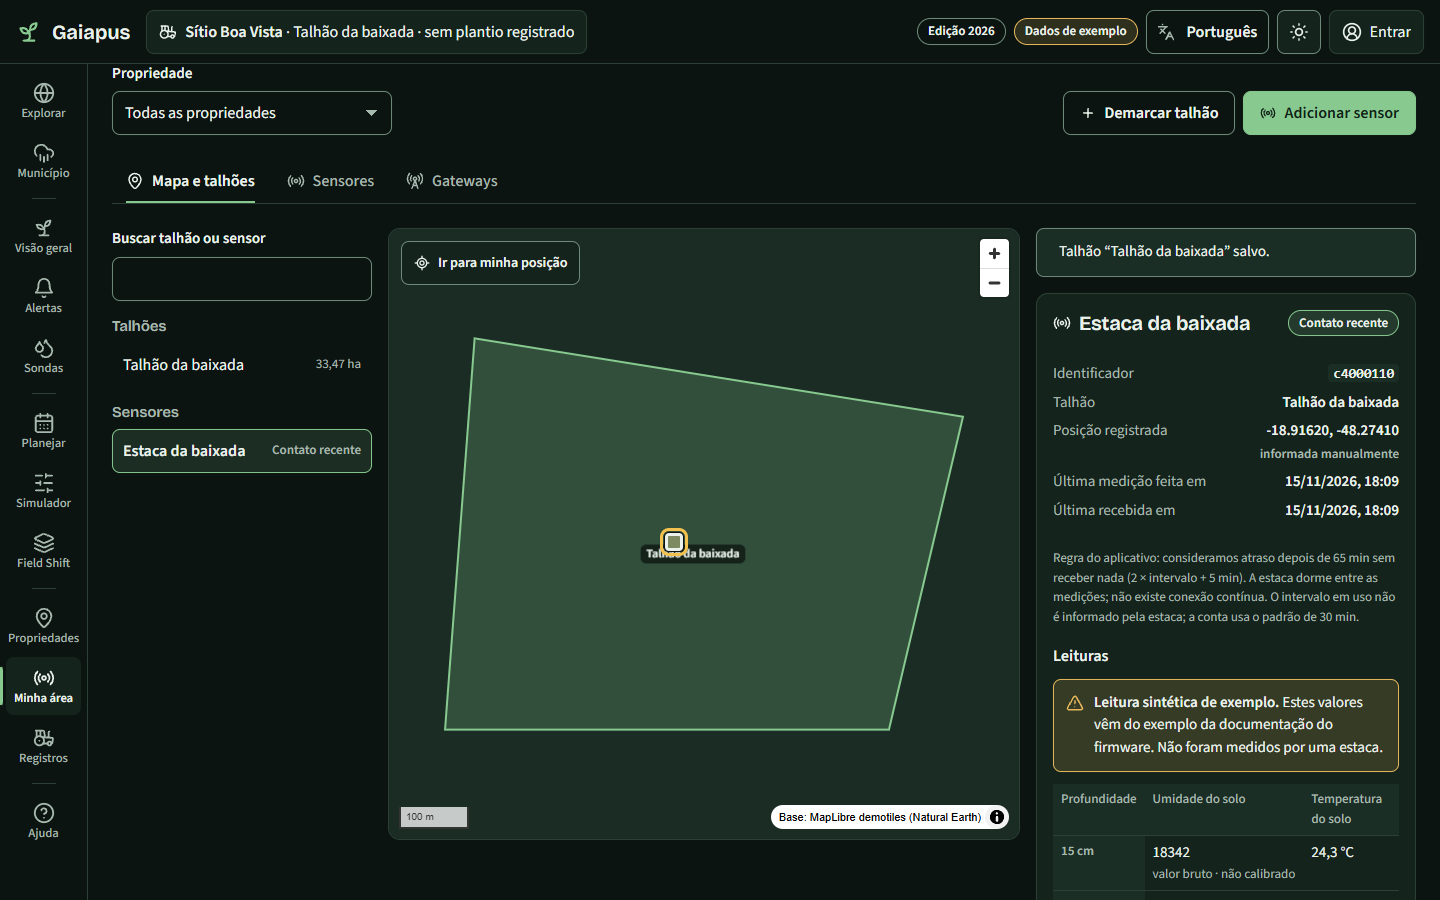 Gaiapus
Sítio Boa Vista · Talhão da baixada · sem plantio registrado
Edição 2026
Dados de exemplo
Português
Entrar
Explorar
Município
Visão geral
Alertas
Sondas
Planejar
Simulador
Field Shift
Propriedades
Minha área
Registros
Ajuda
Propriedade
Todas as propriedades
Demarcar talhão
Adicionar sensor
Mapa e talhões
Sensores
Gateways
Buscar talhão ou sensor
Talhões
Talhão da baixada 33,47 ha
Sensores
Estaca da baixada Contato recente
Ir para minha posição
+
−
Talhão da baixada
100 m
Base: MapLibre demotiles (Natural Earth)
Talhão “Talhão da baixada” salvo.
Estaca da baixada Contato recente
Identificador c4000110
Talhão Talhão da baixada
Posição registrada -18.91620, -48.27410
informada manualmente
Última medição feita em 15/11/2026, 18:09
Última recebida em 15/11/2026, 18:09
Regra do aplicativo: consideramos atraso depois de 65 min sem
receber nada (2 × intervalo + 5 min). A estaca dorme entre as
medições; não existe conexão contínua. O intervalo em uso não
é informado pela estaca; a conta usa o padrão de 30 min.
Leituras
Leitura sintética de exemplo. Estes valores
vêm do exemplo da documentação do
firmware. Não foram medidos por uma estaca.
Profundidade Umidade do solo Temperatura
do solo
15 cm 18342 24,3 °C
valor bruto · não calibrado